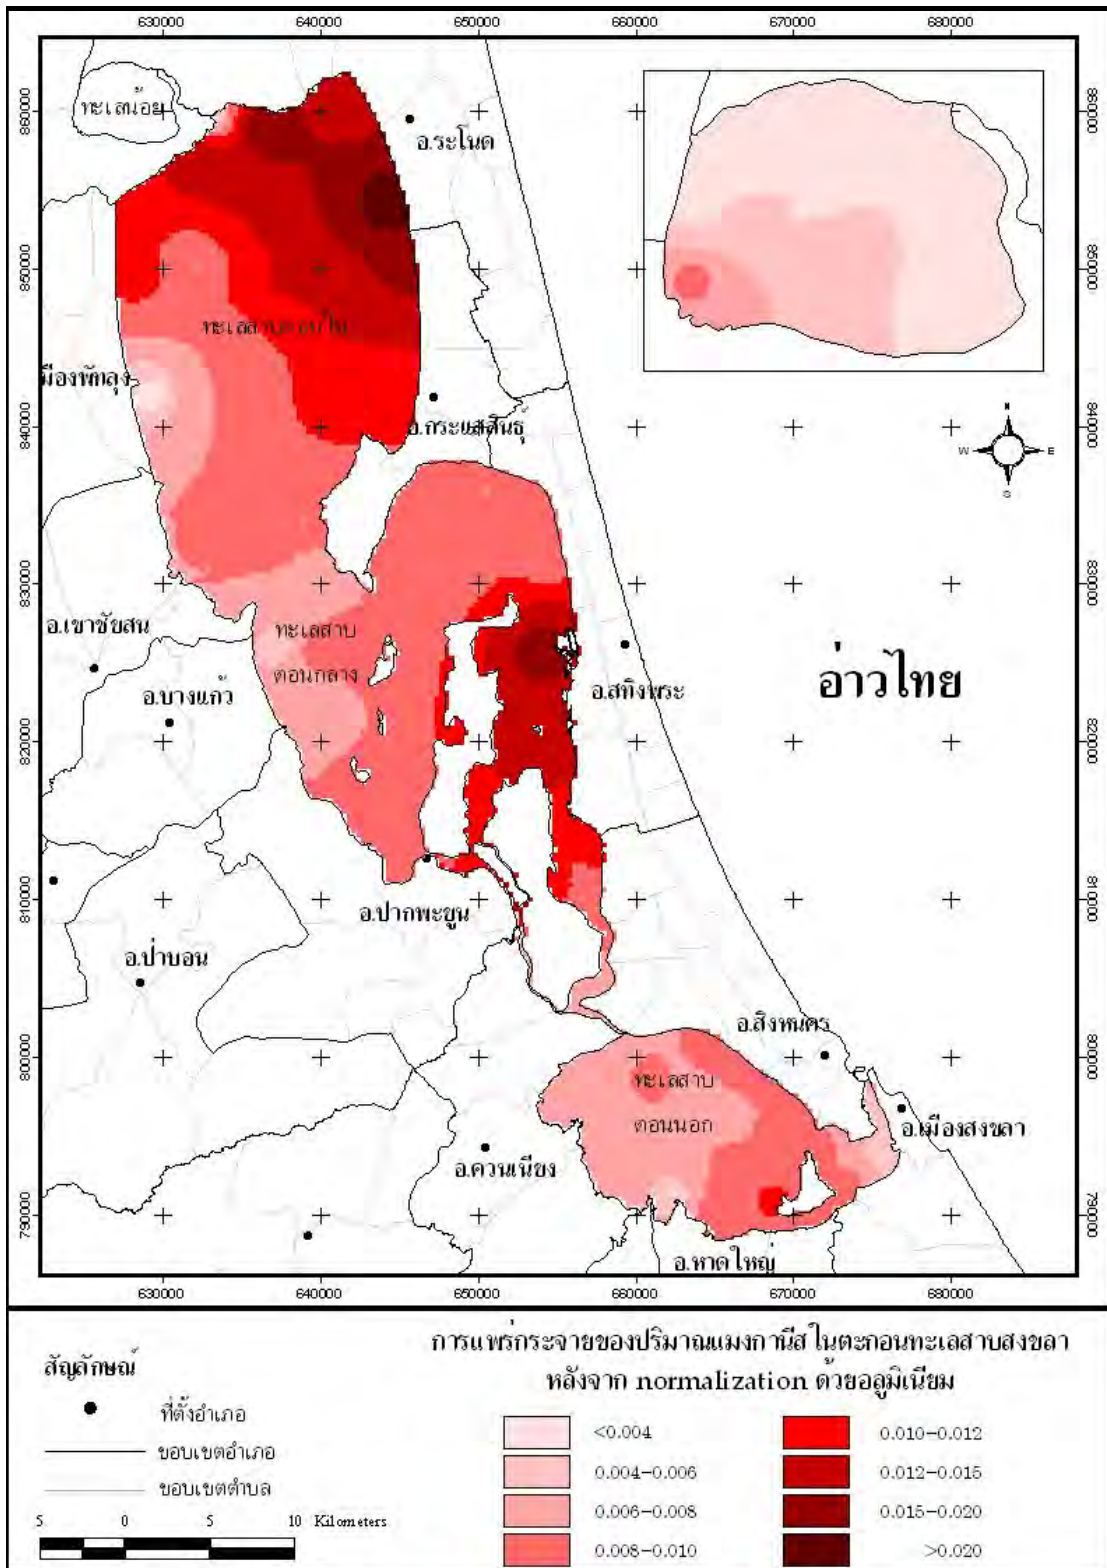 630000 640000 650000 660000 670000 680000
860000 860000
850000 850000
840000 840000
830000 830000
820000 820000
810000 810000
800000 800000
790000 790000
ทะเลน้อย
อ.ระโนด
ทะเลสาบตอนใน
เมืองพัทลุง
อ.กระแสสินธุ์
N
W E
S
อ.เขาชัยสน
ทะเลสาบ
ตอนกลาง
อ.บางแก้ว
อ.สทิงพระ
อ่าวไทย
อ.ปากพะยูน
อ.ป่าบอน
อ.สิงหนคร
ทะเลสาบ
ตอนนอก
อ.เมืองสงขลา
อ.ควนเนียง
อ.หาดใหญ่
630000 640000 650000 660000 670000 680000
การแพร่กระจายของปริมาณแมงกานีส ในตะกอนทะเลสาบสงขลา
หลังจาก normalization ด้วยอลูมิเนียม
สัญลักษณ์
ที่ตั้งอำเภอ
ขอบเขตอำเภอ
ขอบเขตตำบล
5 0 5 10 Kilometers
<0.004 0.010-0.012
0.004-0.006 0.012-0.015
0.006-0.008 0.015-0.020
0.008-0.010 >0.020